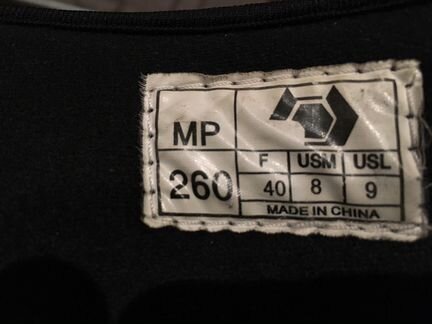 MP
F USM USL
260 40 8 9
MADE IN CHINA